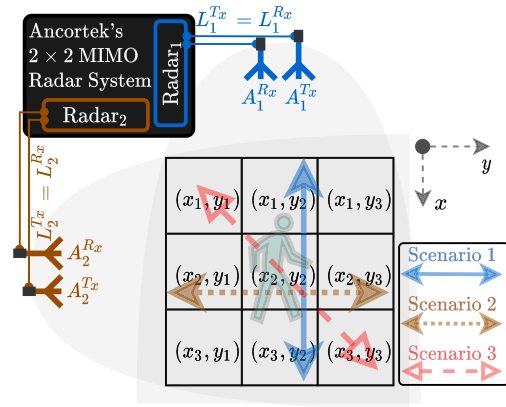 Ancortek's
2 × 2 MIMO
Radar System
Radar₁
Radar₂
L₁ᵀˣ = L₁ᴿˣ
A₁ᴿˣ A₁ᵀˣ
L₂ᵀˣ = L₂ᴿˣ
A₂ᴿˣ
A₂ᵀˣ
y
x
(x₁, y₁) (x₁, y₂) (x₁, y₃)
(x₂, y₁) (x₂, y₂) (x₂, y₃)
(x₃, y₁) (x₃, y₂) (x₃, y₃)
Scenario 1
Scenario 2
Scenario 3